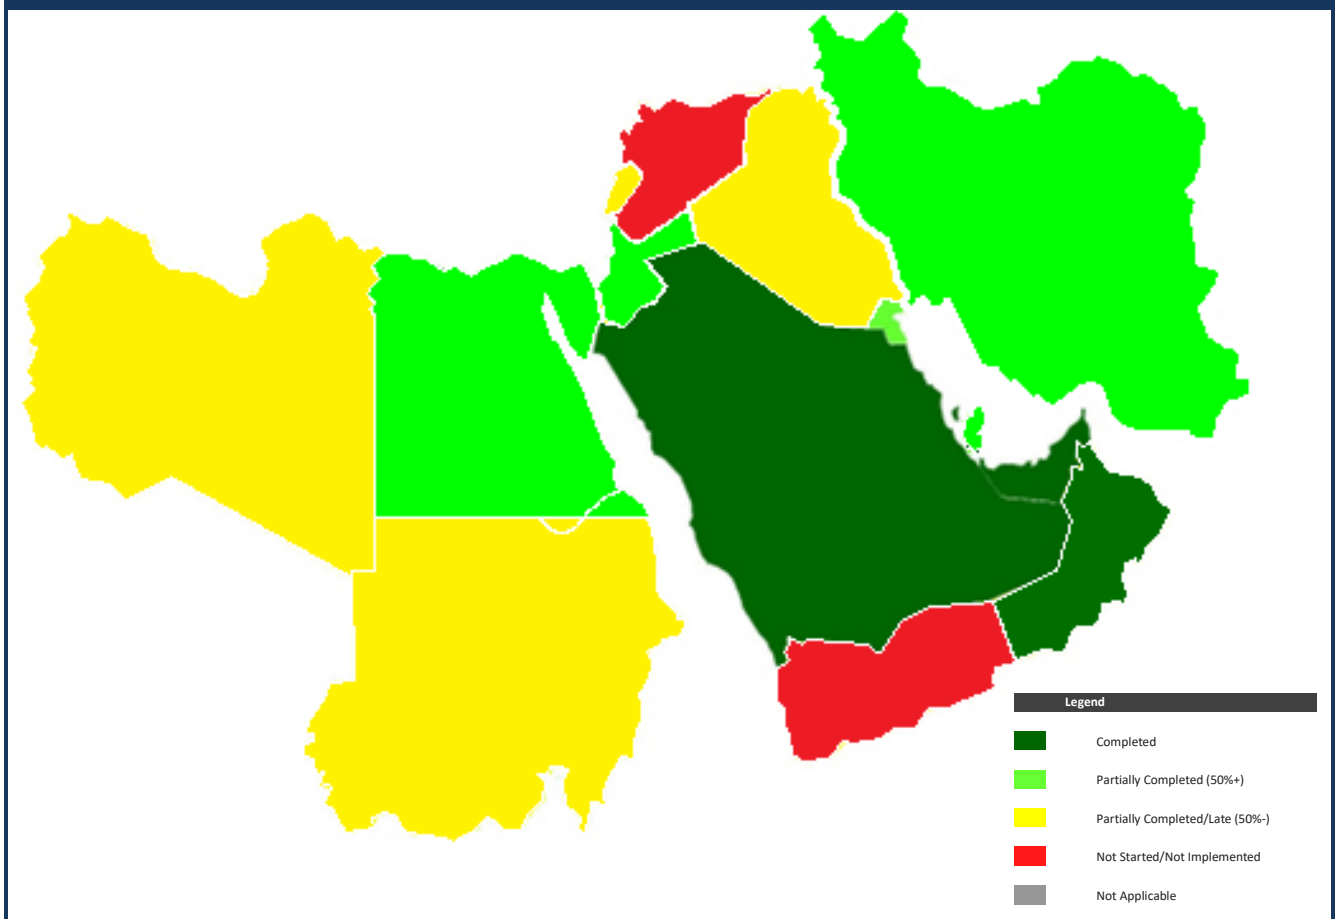 Legend
Completed
Partially Completed (50%+)
Partially Completed/Late (50%-)
Not Started/Not Implemented
Not Applicable